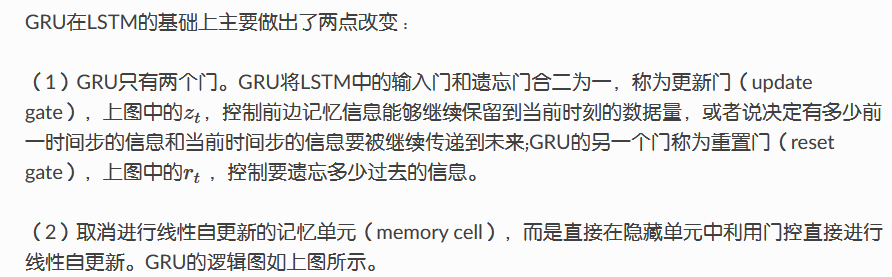 GRU在LSTM的基础上主要做出了两点改变：
（1）GRU只有两个门。GRU将LSTM中的输入门和遗忘门合二为一，称为更新门（update
gate），上图中的zt，控制前边记忆信息能够继续保留到当前时刻的数据量，或者说决定有多少前
一时间步的信息和当前时间步的信息要被继续传递到未来;GRU的另一个门称为重置门（reset
gate），上图中的rt ，控制要遗忘多少过去的信息。
（2）取消进行线性自更新的记忆单元（memory cell），而是直接在隐藏单元中利用门控直接进行
线性自更新。GRU的逻辑图如上图所示。